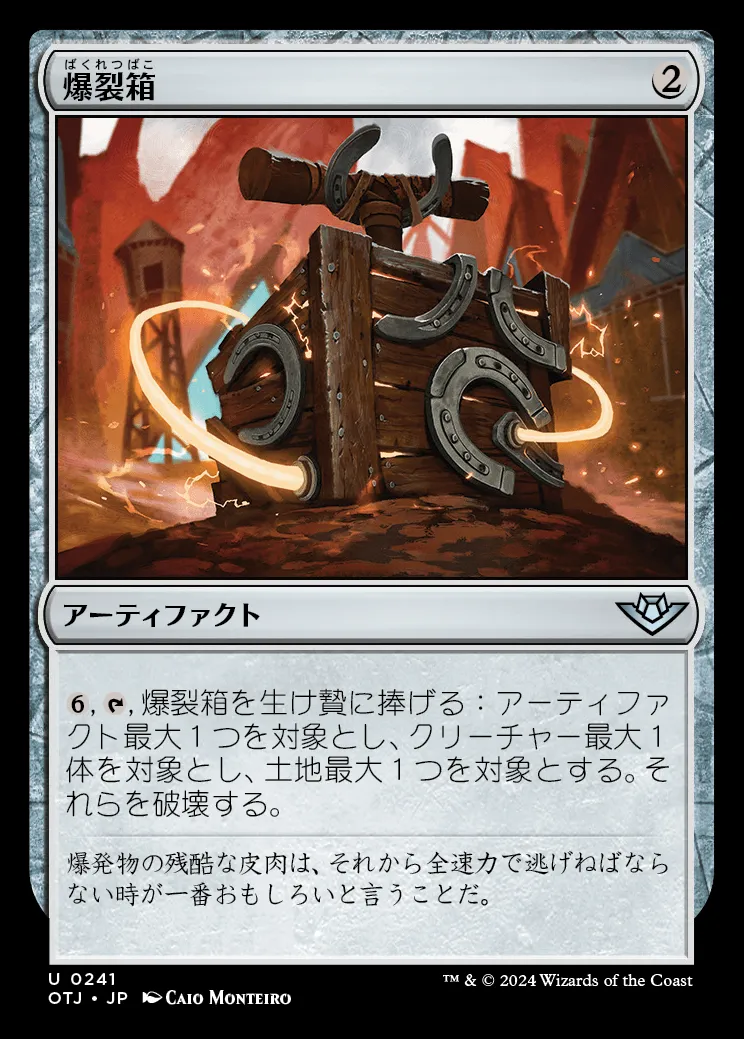 ばくれつばこ
爆裂箱
2
アーティファクト
6, 爆裂箱を生け贄に捧げる：アーティファ
クト最大１つを対象とし、クリーチャー最大１
体を対象とし、土地最大１つを対象とする。そ
れらを破壊する。
爆発物の残酷な皮肉は、それから全速力で逃げねばなら
ない時が一番おもしろいと言うことだ。
U 0241
OTJ • JP CAIO MONTEIRO
™ & © 2024 Wizards of the Coast